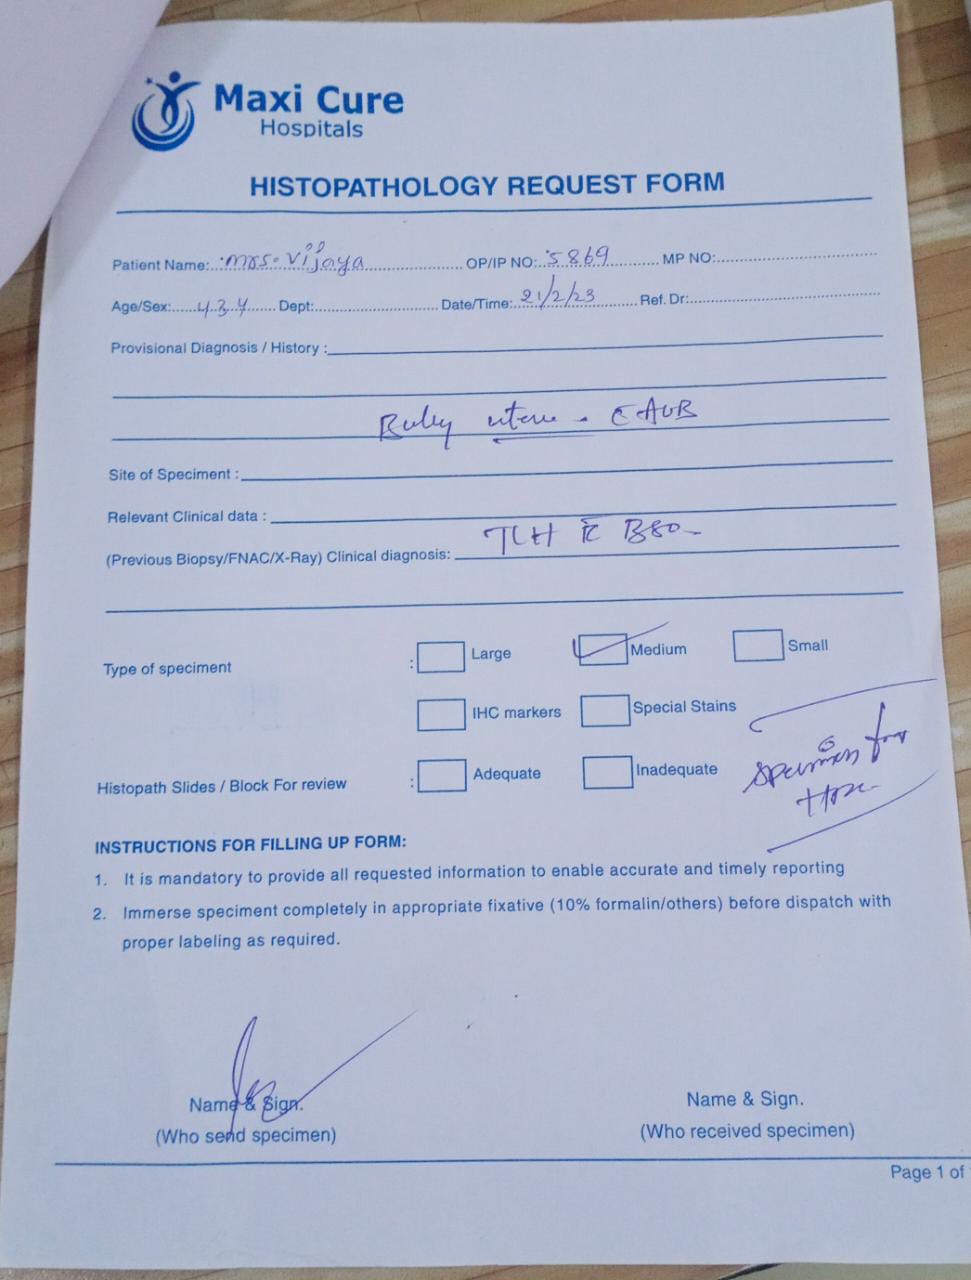 Maxi Cure
Hospitals
HISTOPATHOLOGY REQUEST FORM
Patient Name: Mrs. Vijaya OP/IP NO: 5869 MP NO:
Age/Sex: 43y Dept: Date/Time: 21/2/23 Ref. Dr:
Provisional Diagnosis / History :
Bulky uterus - C̄ AUB
Site of Speciment :
Relevant Clinical data :
(Previous Biopsy/FNAC/X-Ray) Clinical diagnosis: TLH C̄ BSO
Type of speciment : Large Medium Small
IHC markers Special Stains
Histopath Slides / Block For review : Adequate Inadequate
Specimen for
HPE
INSTRUCTIONS FOR FILLING UP FORM:
1. It is mandatory to provide all requested information to enable accurate and timely reporting
2. Immerse speciment completely in appropriate fixative (10% formalin/others) before dispatch with
proper labeling as required.
Name & Sign. Name & Sign.
(Who send specimen) (Who received specimen)
Page 1 of